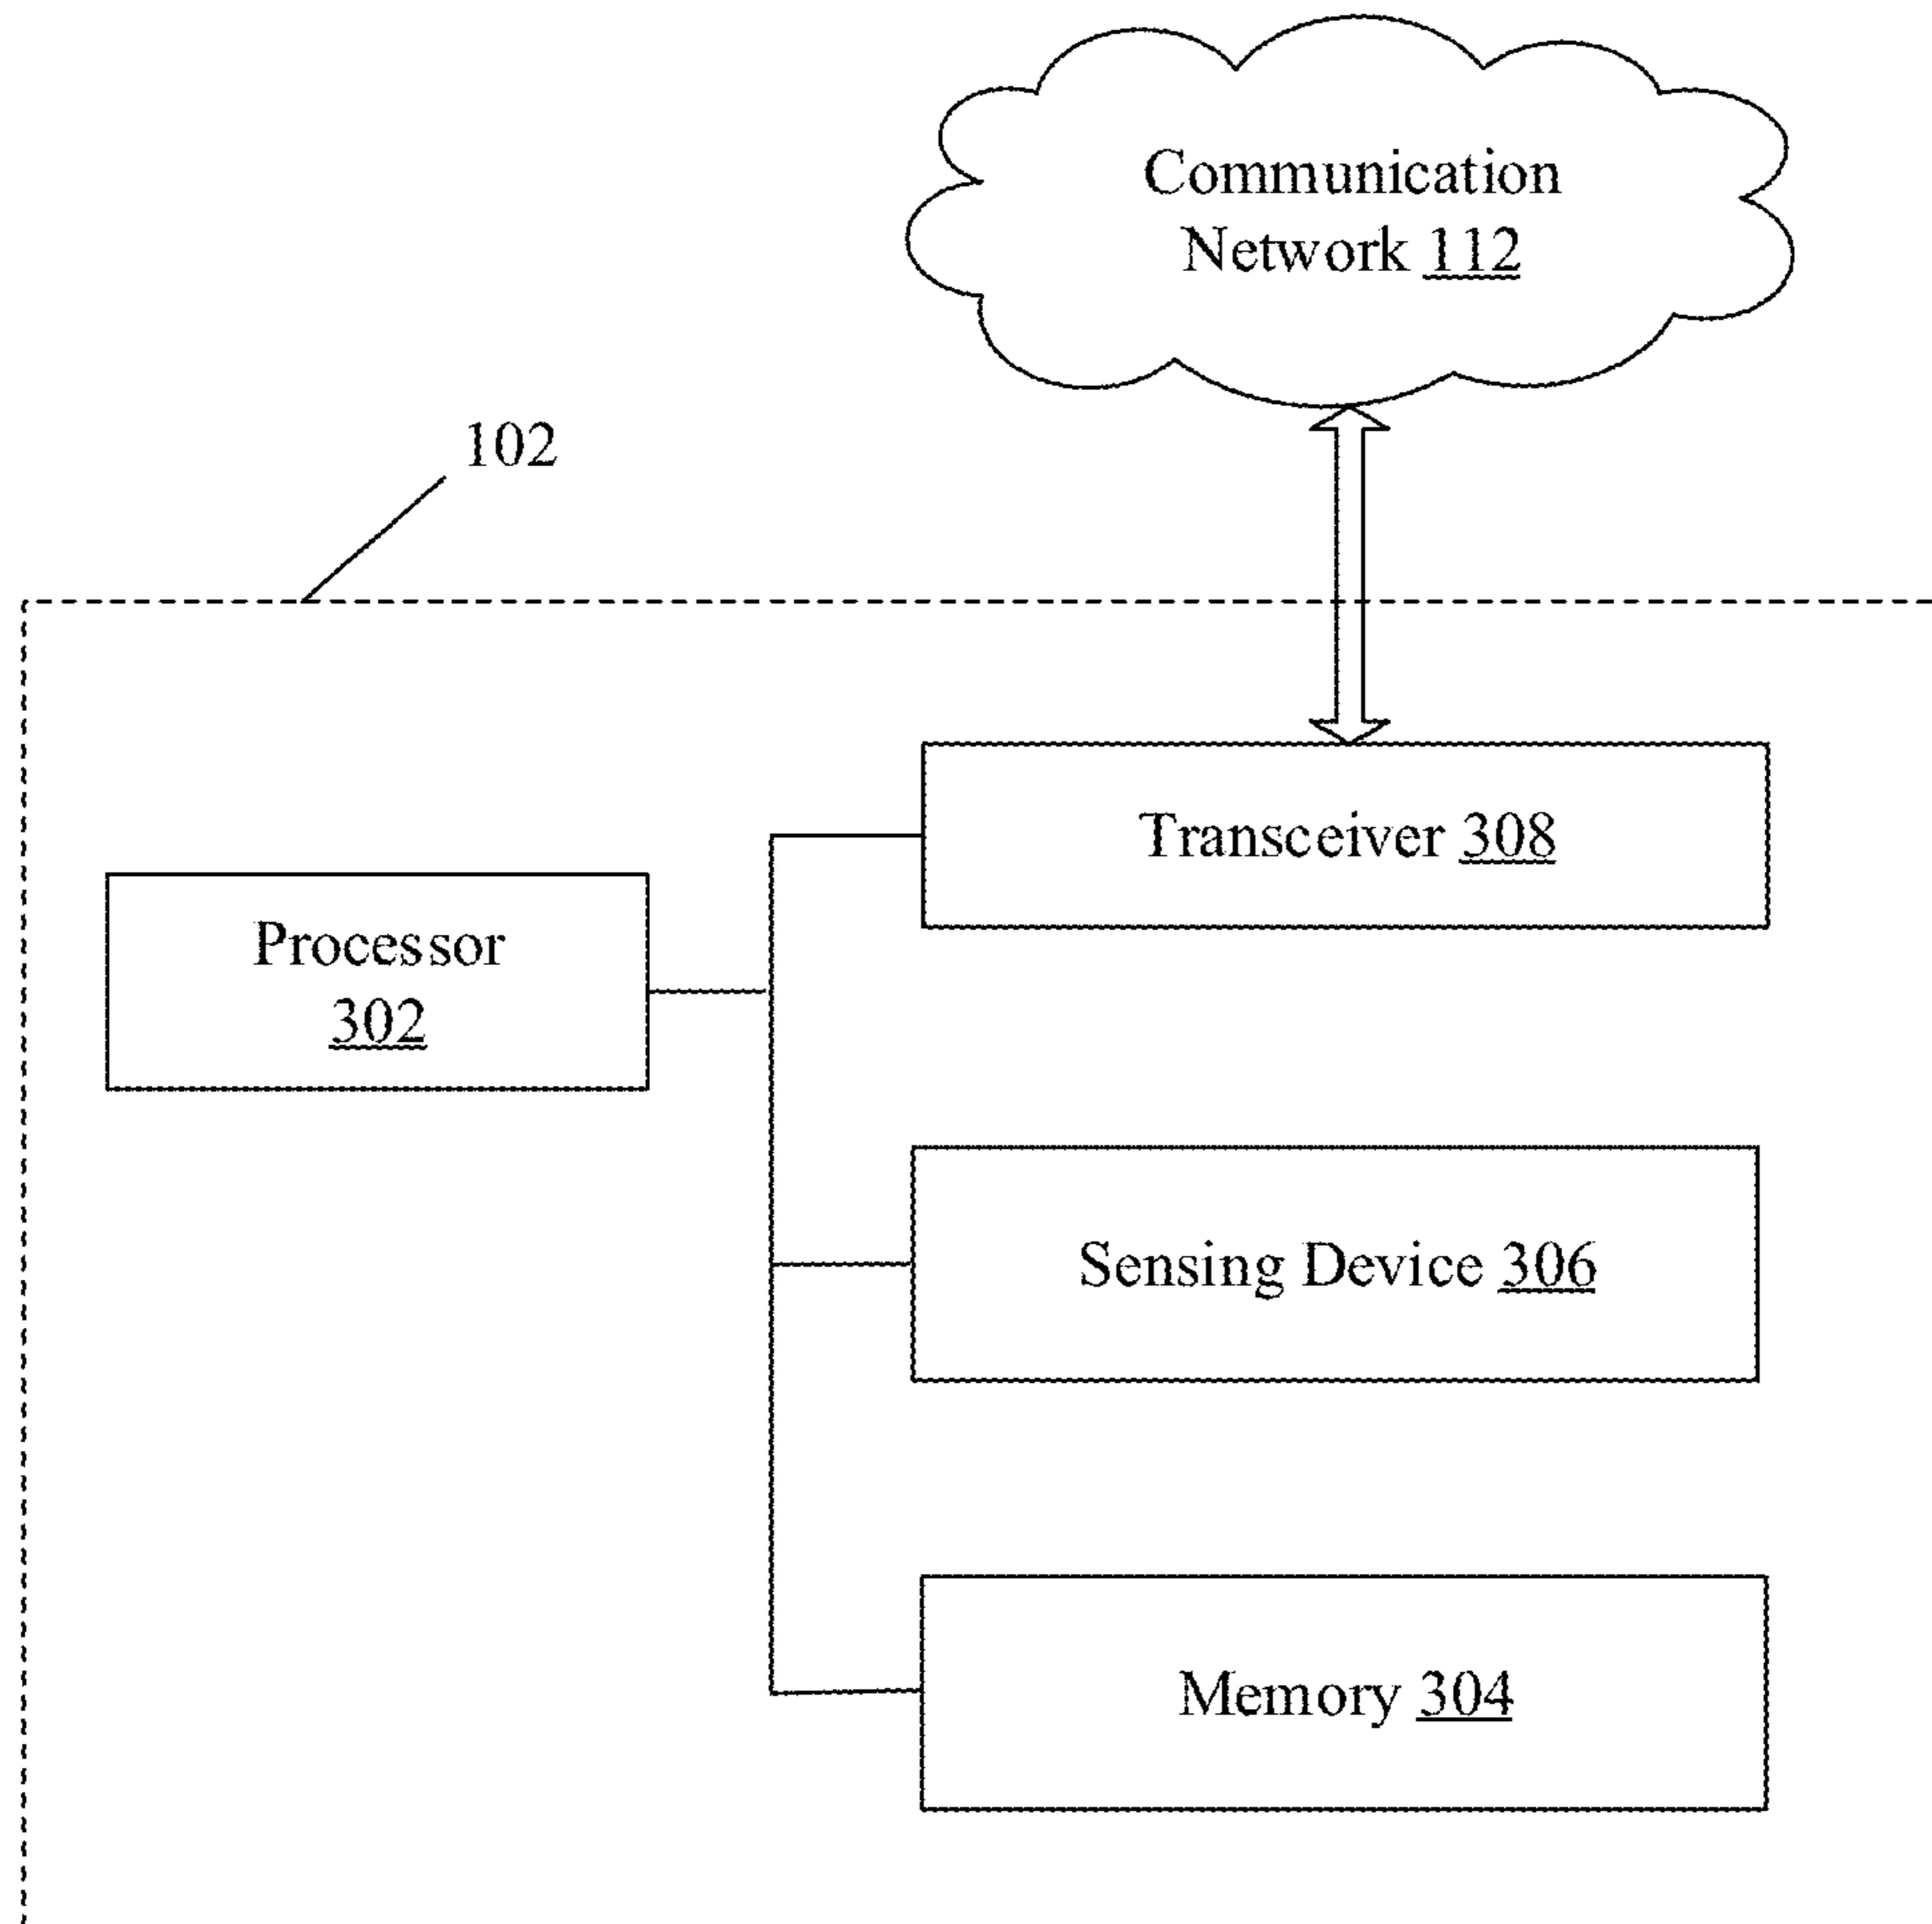 Communication
Network 112
102
Transceiver 308
Processor
302
Sensing Device 306
Memory 304